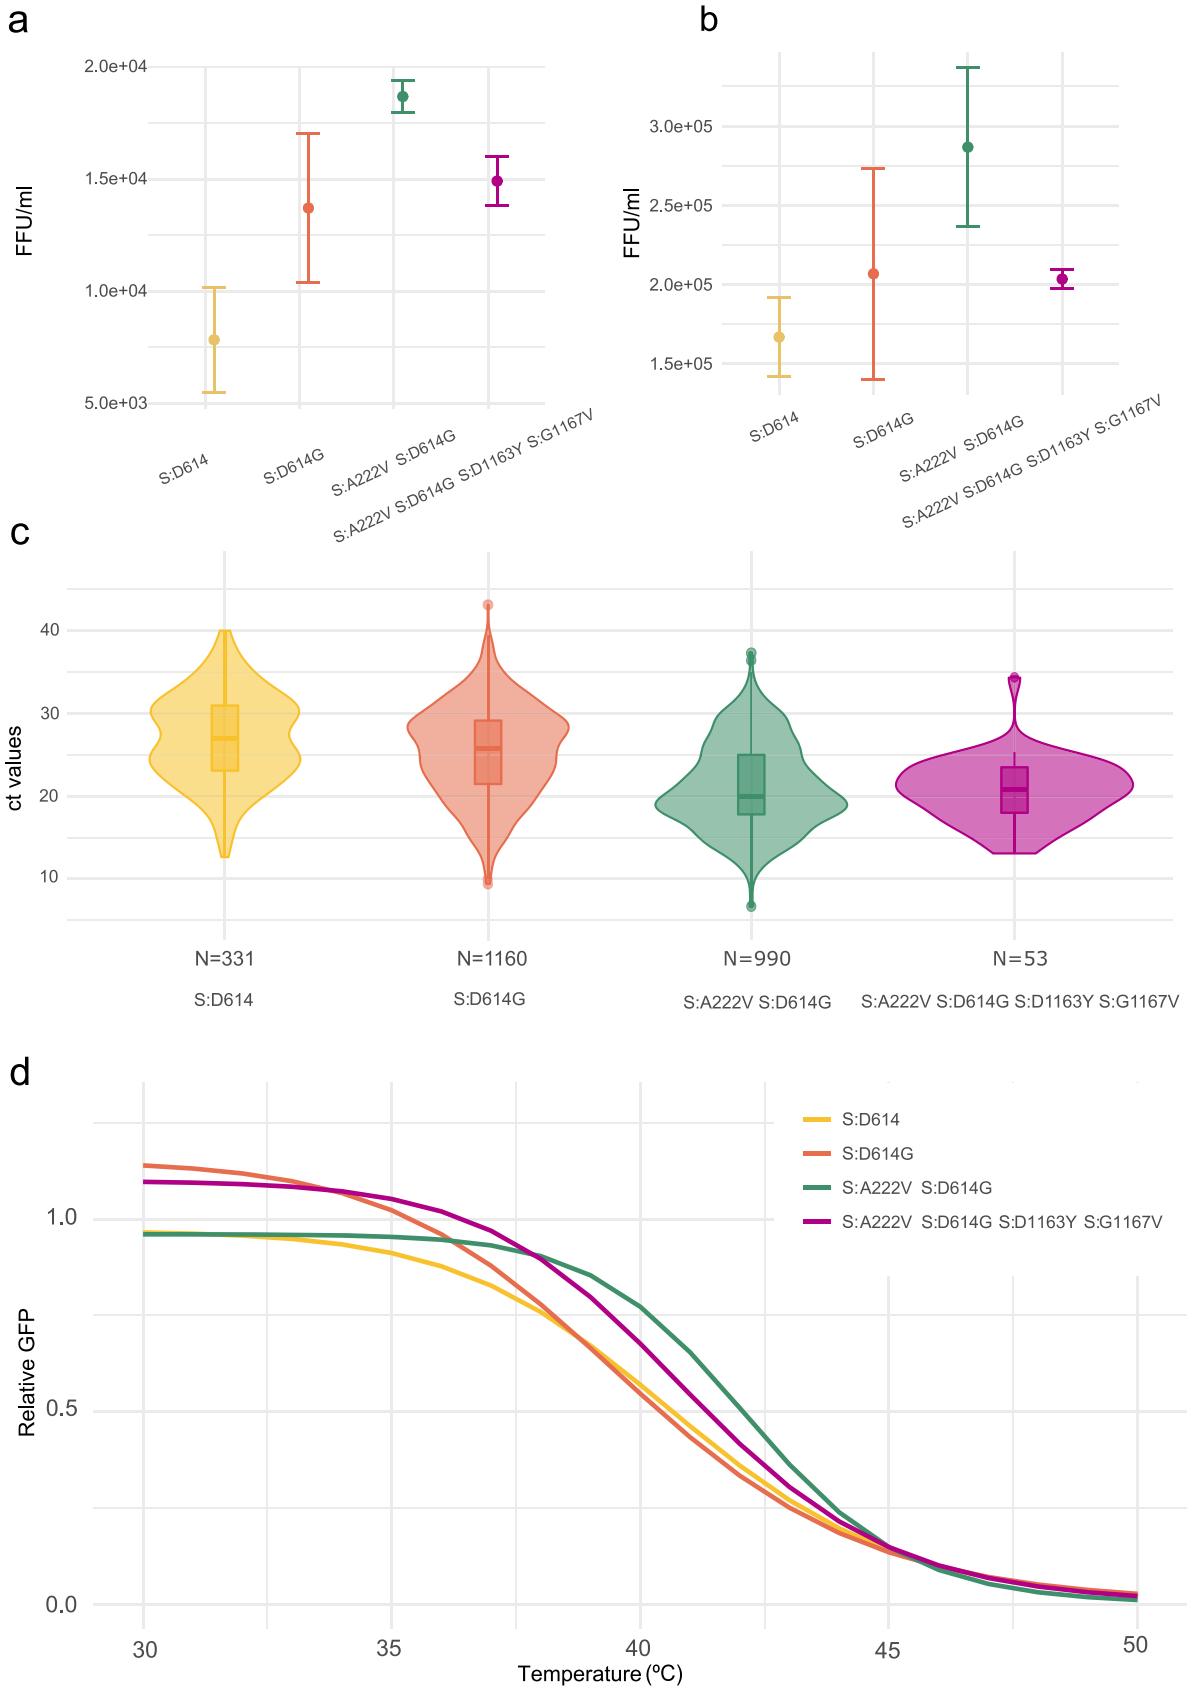 a
2.0e+04
1.5e+04
1.0e+04
5.0e+03
FFU/ml
S:D614
S:D614G
S:A222V S:D614G
S:A222V S:D614G S:D1163Y S:G1167V
b
3.0e+05
2.5e+05
2.0e+05
1.5e+05
FFU/ml
S:D614
S:D614G
S:A222V S:D614G
S:A222V S:D614G S:D1163Y S:G1167V
c
40
30
20
10
ct values
N=331
N=1160
N=990
N=53
S:D614
S:D614G
S:A222V S:D614G
S:A222V S:D614G S:D1163Y S:G1167V
d
S:D614
S:D614G
S:A222V S:D614G
S:A222V S:D614G S:D1163Y S:G1167V
1.0
0.5
0.0
Relative GFP
30
35
40
45
50
Temperature (ºC)